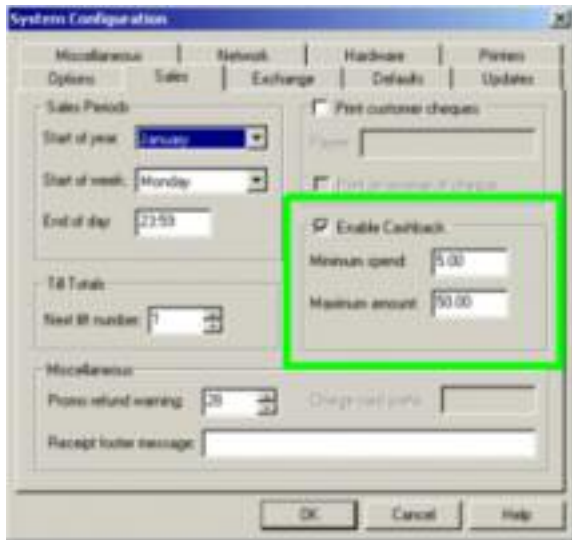 System Configuration
Miscellaneous Network Hardware Printers
Options Sales Exchange Defaults Updates
Sales Periods
Start of year January
Start of week Monday
End of day 23:59
Print customer cheques
Enable Cashback
Minimum spend 5.00
Maximum amount 50.00
Till Totals
Next till number 1
Miscellaneous
Promo refund warning 28
Receipt footer message
OK Cancel Help